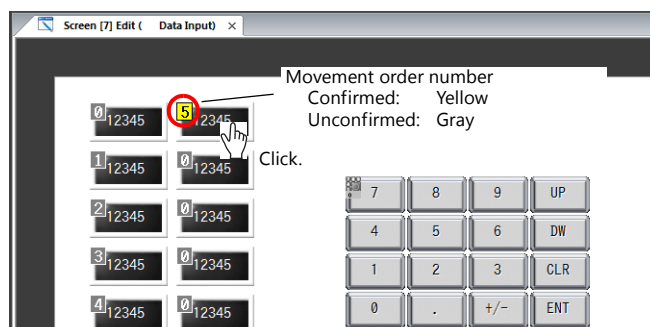 Screen [7] Edit ( Data Input) ×
Movement order number
Confirmed: Yellow
Unconfirmed: Gray
0 12345 5 12345
Click.
1 12345 0 12345
2 12345 0 12345
3 12345 0 12345
4 12345 0 12345
7 8 9 UP
4 5 6 DW
1 2 3 CLR
0 . +/- ENT